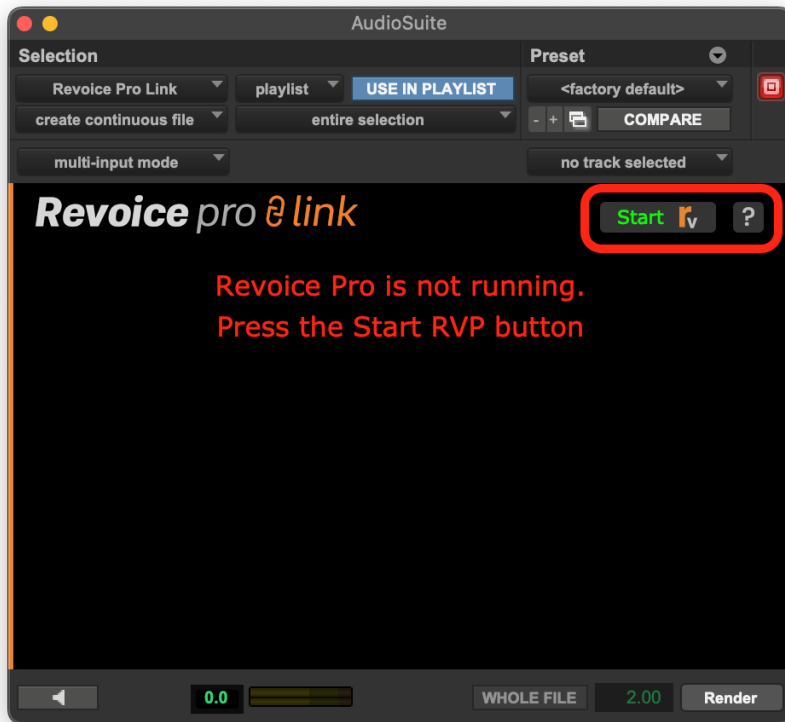 AudioSuite
Selection
Preset
Revoice Pro Link
playlist
USE IN PLAYLIST
<factory default>
create continuous file
entire selection
- +
COMPARE
multi-input mode
no track selected
Revoice pro link
Start rv
?
Revoice Pro is not running.
Press the Start RVP button
0.0
WHOLE FILE
2.00
Render